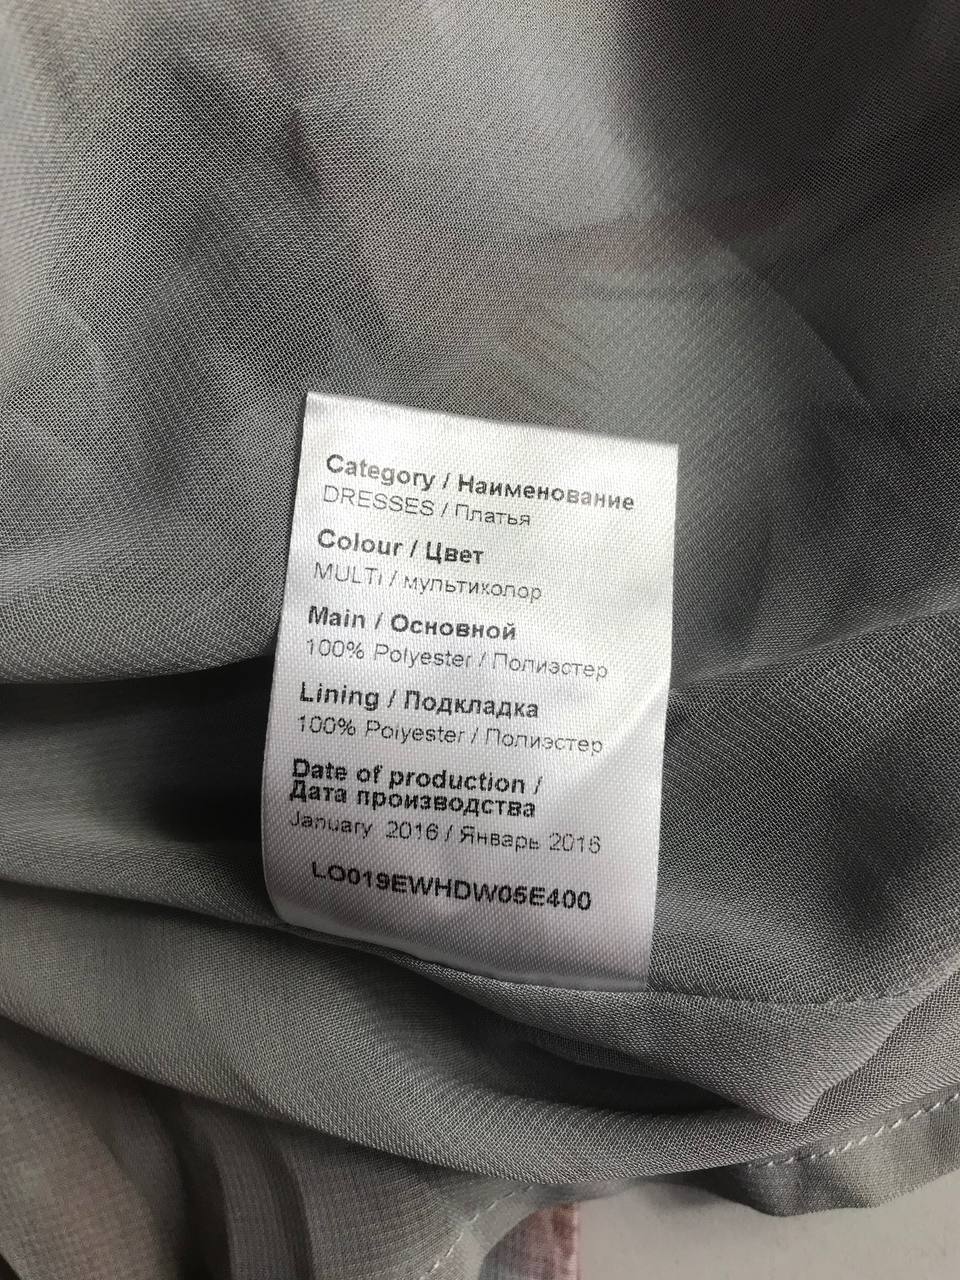 Category / Наименование
DRESSES / Платья
Colour / Цвет
MULTI / мультиколор
Main / Основной
100% Polyester / Полиэстер
Lining / Подкладка
100% Polyester / Полиэстер
Date of production /
Дата производства
January 2016 / Январь 2016
LO019EWHDW05E400